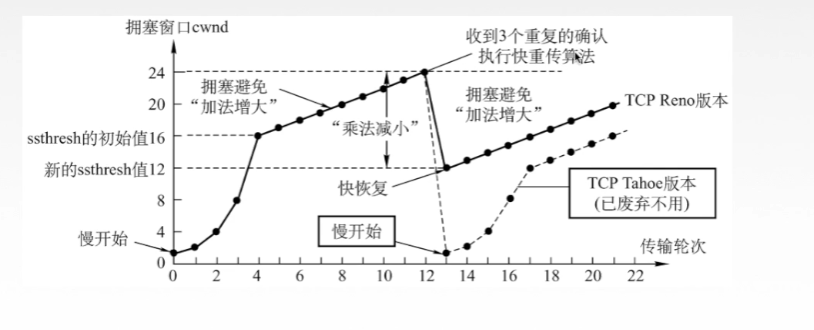 拥塞窗口cwnd
收到3个重复的确认
执行快重传算法
24
拥塞避免
“加法增大”
拥塞避免
“加法增大”
20
TCP Reno版本
“乘法减小”
ssthresh的初始值16
新的ssthresh值12
快恢复
TCP Tahoe版本
(已废弃不用)
8
慢开始
4
慢开始
传输轮次
0
0 2 4 6 8 10 12 14 16 18 20 22